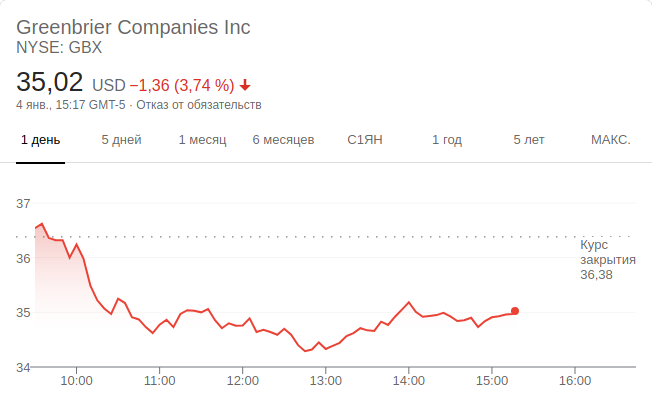 Greenbrier Companies Inc
NYSE: GBX
35,02 USD −1,36 (3,74 %)
4 янв., 15:17 GMT-5 · Отказ от обязательств
1 день 5 дней 1 месяц 6 месяцев С1ЯН 1 год 5 лет МАКС.
37
Курс
закрытия
36,38
36
35
34
10:00 11:00 12:00 13:00 14:00 15:00 16:00